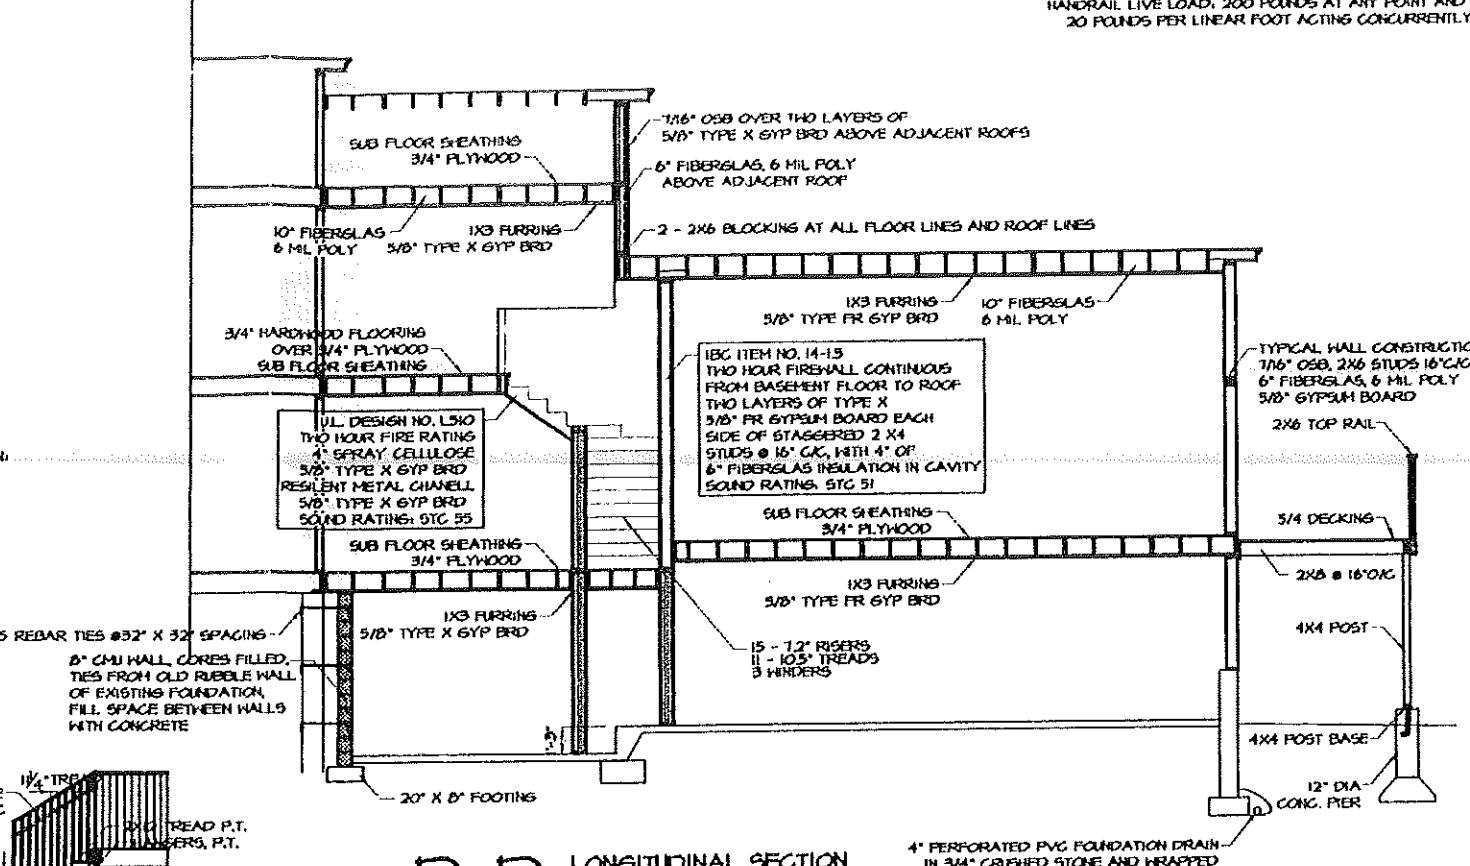 HANDRAIL LIVE LOAD: 200 POUNDS AT ANY POINT AND
20 POUNDS PER LINEAR FOOT ACTING CONCURRENTLY
7/16" OSB OVER TWO LAYERS OF
5/8" TYPE X GYP BRD ABOVE ADJACENT ROOFS
SUB FLOOR SHEATHING
3/4" PLYWOOD
6" FIBERGLAS, 6 MIL POLY
ABOVE ADJACENT ROOF
10" FIBERGLAS
6 MIL POLY
1X3 FURRING
5/8" TYPE X GYP BRD
2 - 2X6 BLOCKING AT ALL FLOOR LINES AND ROOF LINES
1X3 FURRING
5/8" TYPE FR GYP BRD
10" FIBERGLAS
6 MIL POLY
3/4" HARDWOOD FLOORING
OVER 3/4" PLYWOOD
SUB FLOOR SHEATHING
IBC ITEM NO. 14-1.5
TWO HOUR FIREWALL CONTINUOUS
FROM BASEMENT FLOOR TO ROOF
TWO LAYERS OF TYPE X
5/8" FR GYPSUM BOARD EACH
SIDE OF STAGGERED 2 X4
STUDS @ 16" C/C, WITH 4" OF
6" FIBERGLAS INSULATION IN CAVITY
SOUND RATING: STC 51
TYPICAL WALL CONSTRUCTIO
7/16" OSB, 2X6 STUDS 16"C/C
6" FIBERGLAS, 6 MIL POLY
5/8" GYPSUM BOARD
2X6 TOP RAIL
U.L. DESIGN NO. L510
TWO HOUR FIRE RATING
4" SPRAY CELLULOSE
5/8" TYPE X GYP BRD
RESILENT METAL CHANELL
5/8" TYPE X GYP BRD
SOUND RATING: STC 55
SUB FLOOR SHEATHING
3/4" PLYWOOD
SUB FLOOR SHEATHING
3/4" PLYWOOD
5/4 DECKING
2X8 @ 16"O/C
1X3 FURRING
5/8" TYPE X GYP BRD
1X3 FURRING
5/8" TYPE FR GYP BRD
5 REBAR TIES @32" X 32" SPACING
8" CMU WALL, CORES FILLED,
TIES FROM OLD RUBBLE WALL
OF EXISTING FOUNDATION,
FILL SPACE BETWEEN WALLS
WITH CONCRETE
15 - 7.2" RISERS
11 - 10.5" TREADS
3 WINDERS
4X4 POST
4X4 POST BASE
12" DIA
CONC. PIER
20" X 8" FOOTING
11 1/4" TREAD
TREAD P.T.
P.T.
LONGITUDINAL SECTION
4" PERFORATED PVC FOUNDATION DRAIN
IN 3/4" CRUSHED STONE AND WRAPPED